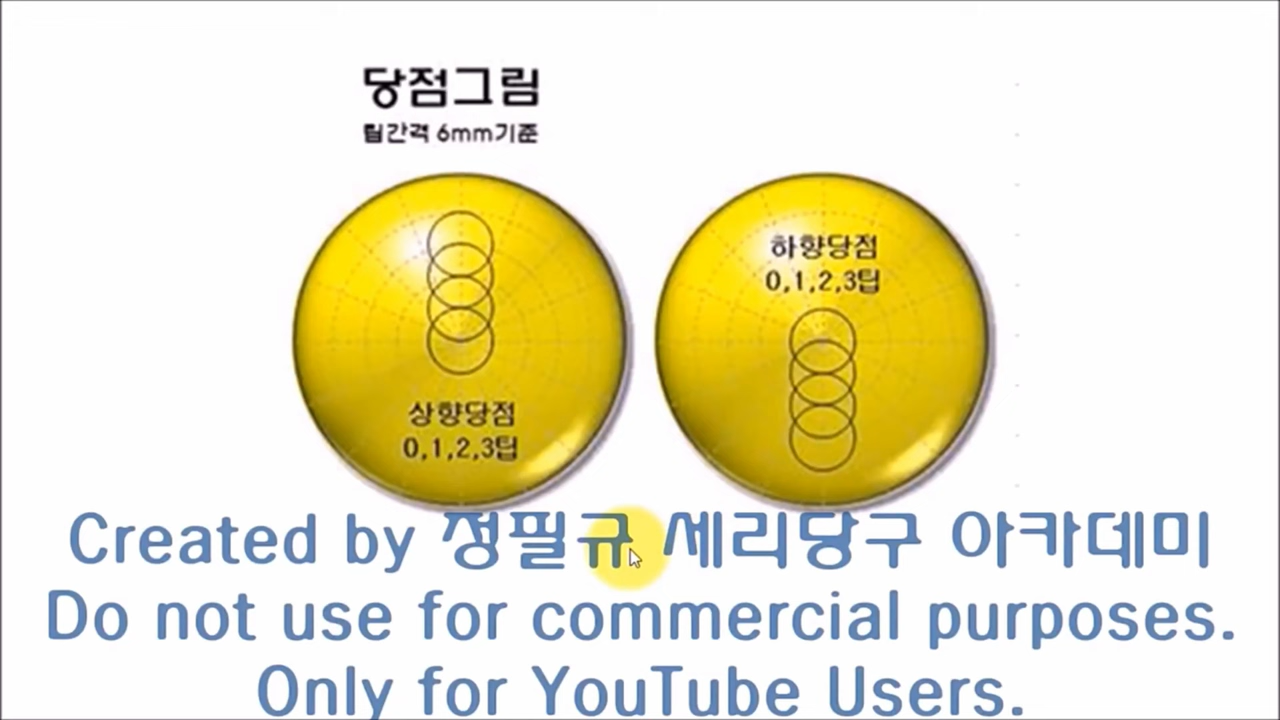 당점그림
팁간격 6mm기준
하향당점
0,1,2,3팁
상향당점
0,1,2,3팁
Created by 정필규 세리당구 아카데미
Do not use for commercial purposes.
Only for YouTube Users.